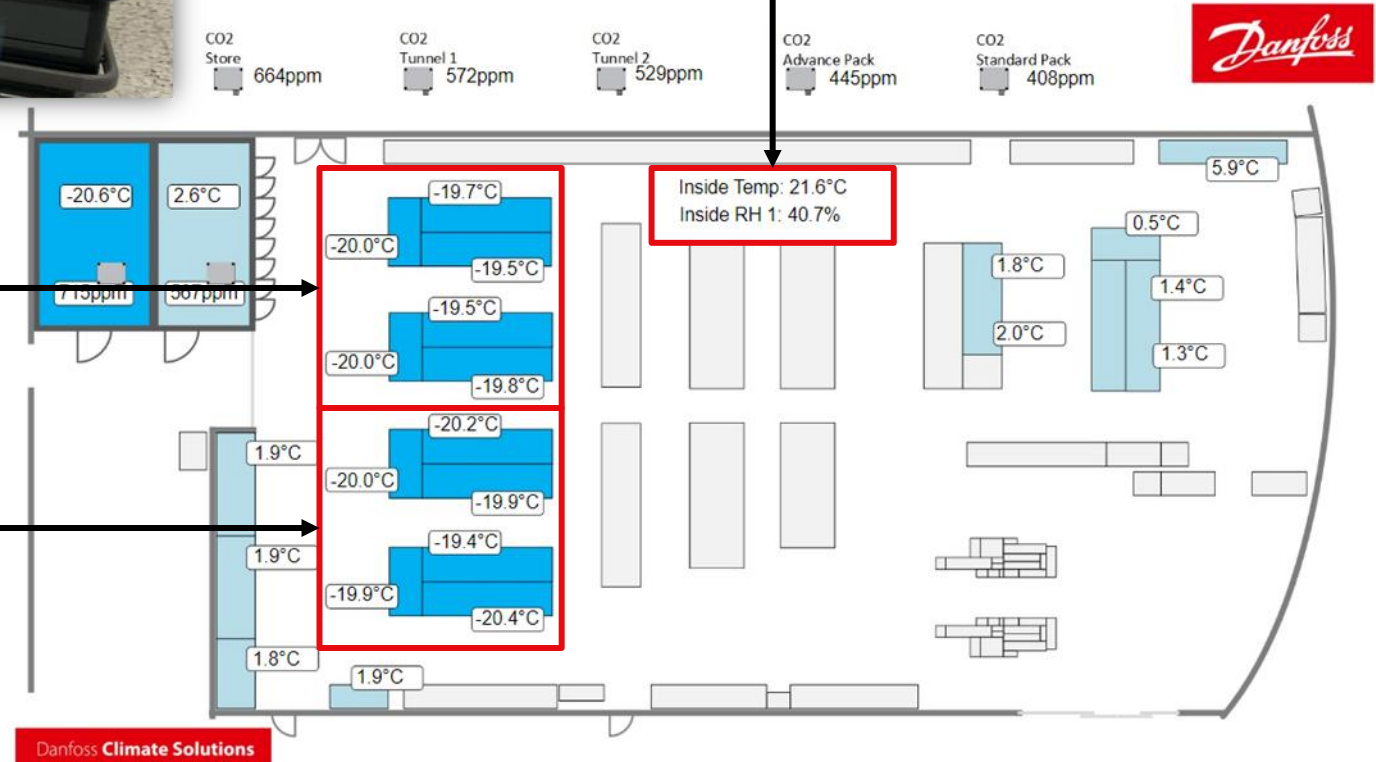 CO2
Store
664ppm
CO2
Tunnel 1
572ppm
CO2
Tunnel 2
529ppm
CO2
Advance Pack
445ppm
CO2
Standard Pack
408ppm
Danfoss
-20.6°C
2.6°C
715ppm
567ppm
-19.7°C
-20.0°C
-19.5°C
-19.5°C
-20.0°C
-19.8°C
-20.2°C
-20.0°C
-19.9°C
-19.4°C
-19.9°C
-20.4°C
Inside Temp: 21.6°C
Inside RH 1: 40.7%
5.9°C
0.5°C
1.8°C
1.4°C
2.0°C
1.3°C
1.9°C
1.9°C
1.8°C
1.9°C
Danfoss Climate Solutions